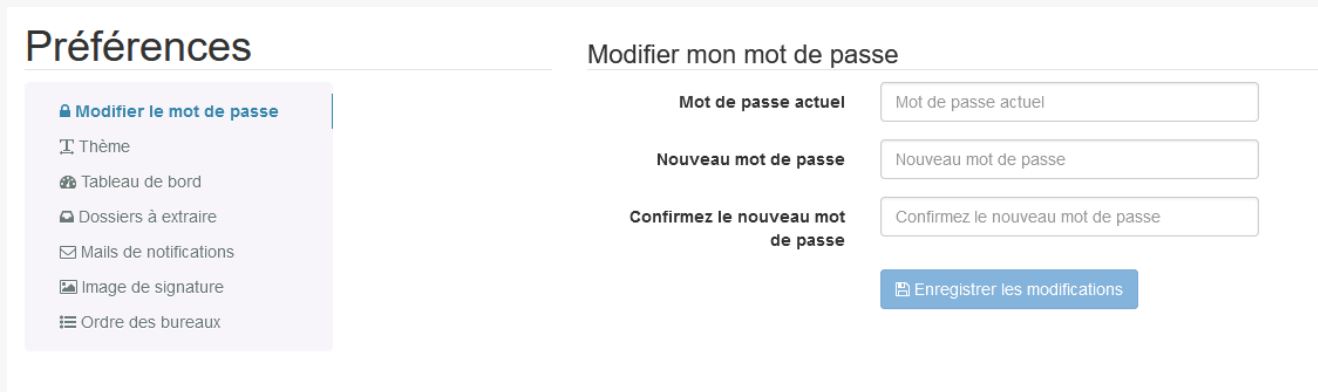 Préférences
Modifier le mot de passe
Thème
Tableau de bord
Dossiers à extraire
Mails de notifications
Image de signature
Ordre des bureaux
Modifier mon mot de passe
Mot de passe actuel
Mot de passe actuel
Nouveau mot de passe
Nouveau mot de passe
Confirmez le nouveau mot
de passe
Confirmez le nouveau mot de passe
Enregistrer les modifications